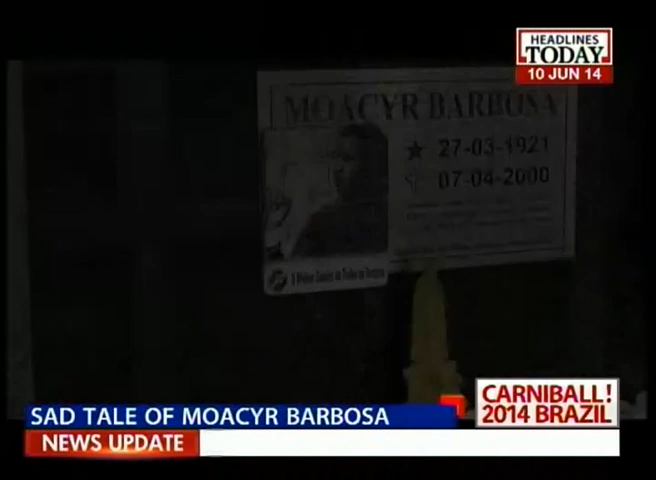 HEADLINES
TODAY
10 JUN 14
MOACYR BARBOSA
27-03-1921
07-04-2000
CARNIBALL!
2014 BRAZIL
SAD TALE OF MOACYR BARBOSA
NEWS UPDATE